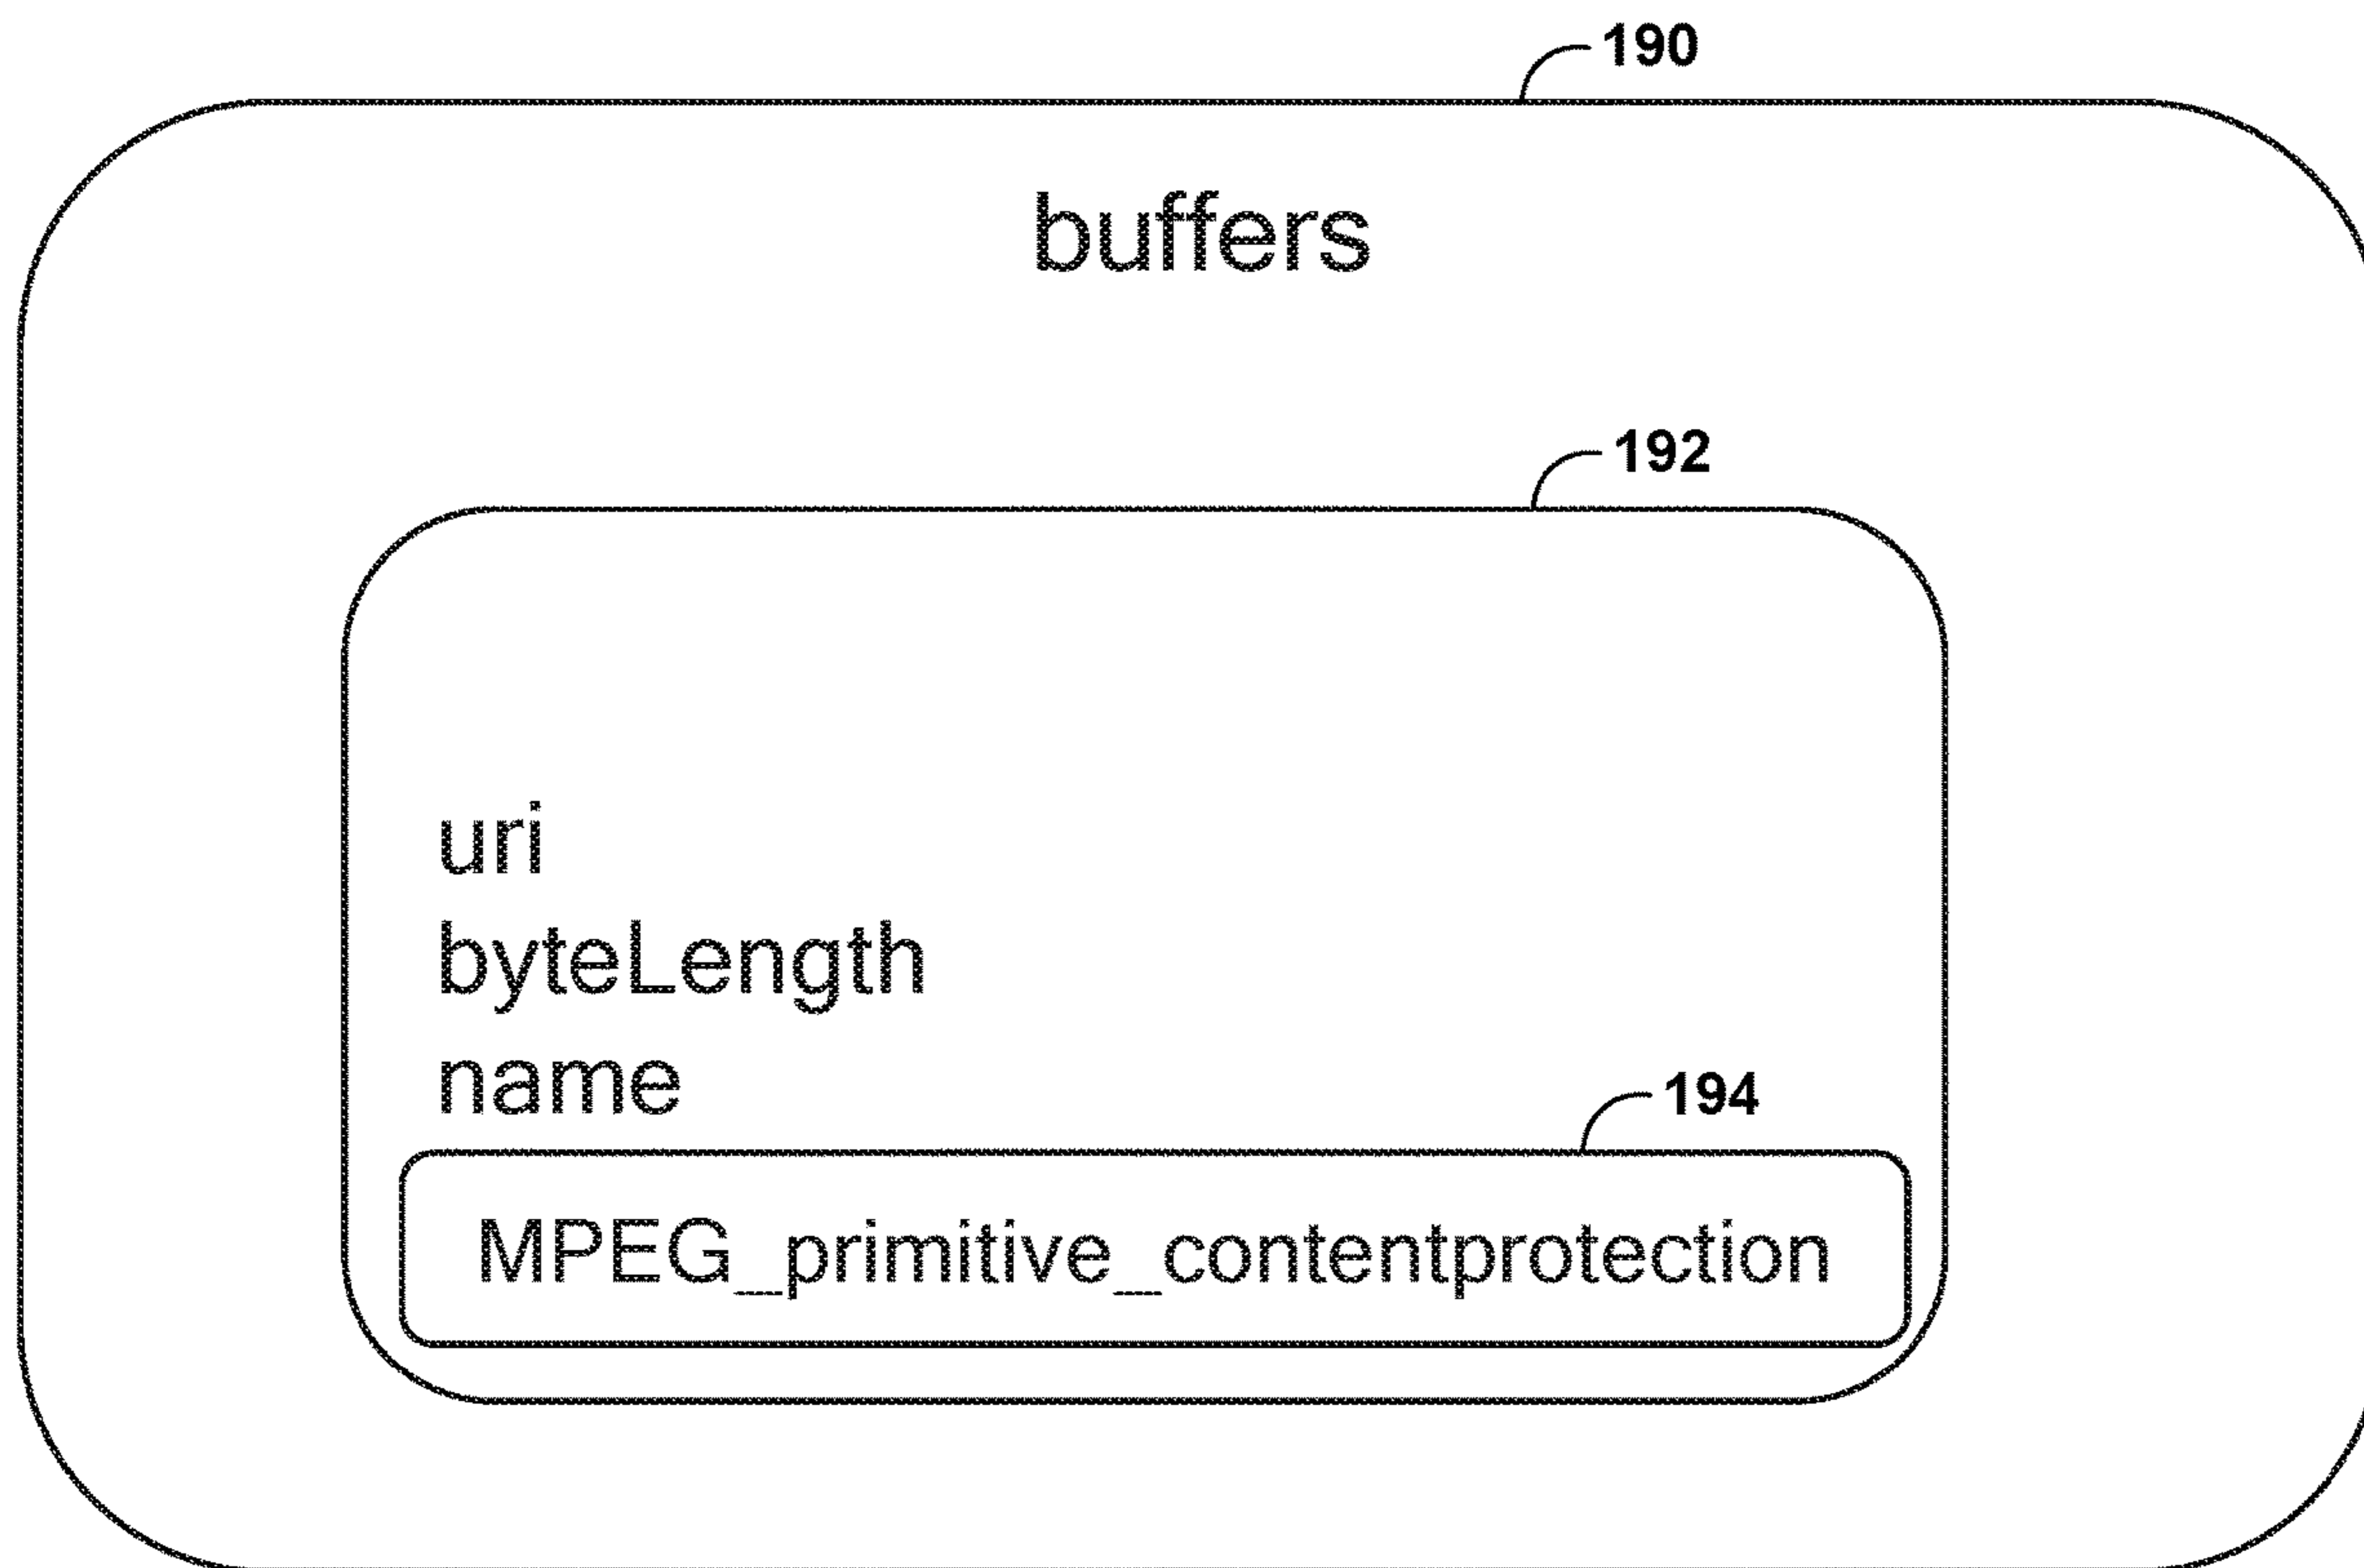 190
buffers
192
uri
byteLength
name
194
MPEG_primitive_contentprotection